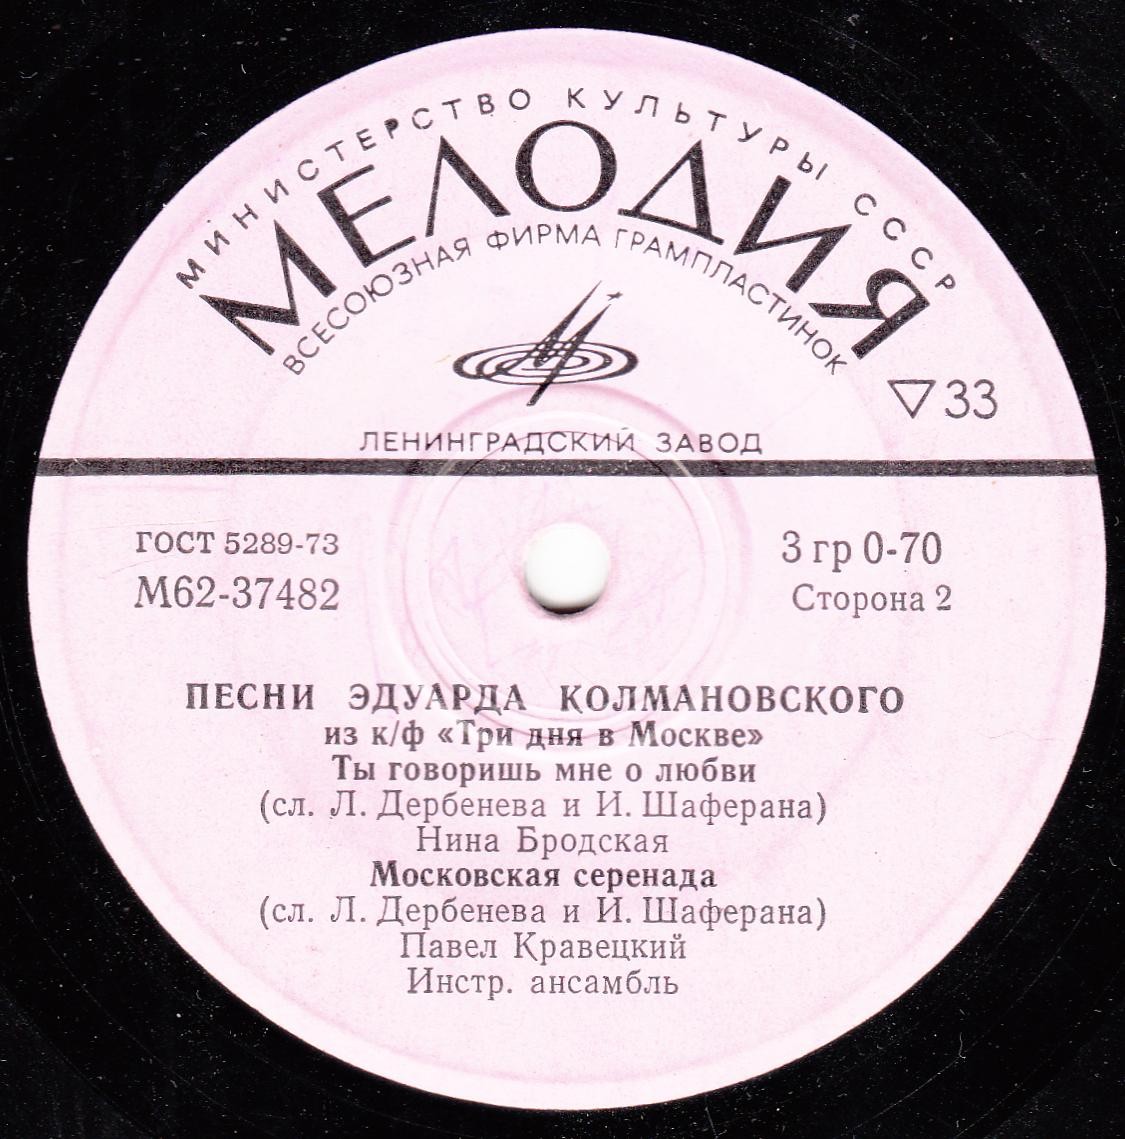 МИНИСТЕРСТВО КУЛЬТУРЫ СССР
МЕЛОДИЯ
ВСЕСОЮЗНАЯ ФИРМА ГРАМПЛАСТИНОК
33
ЛЕНИНГРАДСКИЙ ЗАВОД
ГОСТ 5289-73
М62-37482
3 гр 0-70
Сторона 2
ПЕСНИ ЭДУАРДА КОЛМАНОВСКОГО
из к/ф «Три дня в Москве»
Ты говоришь мне о любви
(сл. Л. Дербенева и И. Шаферана)
Нина Бродская
Московская серенада
(сл. Л. Дербенева и И. Шаферана)
Павел Кравецкий
Инстр. ансамбль